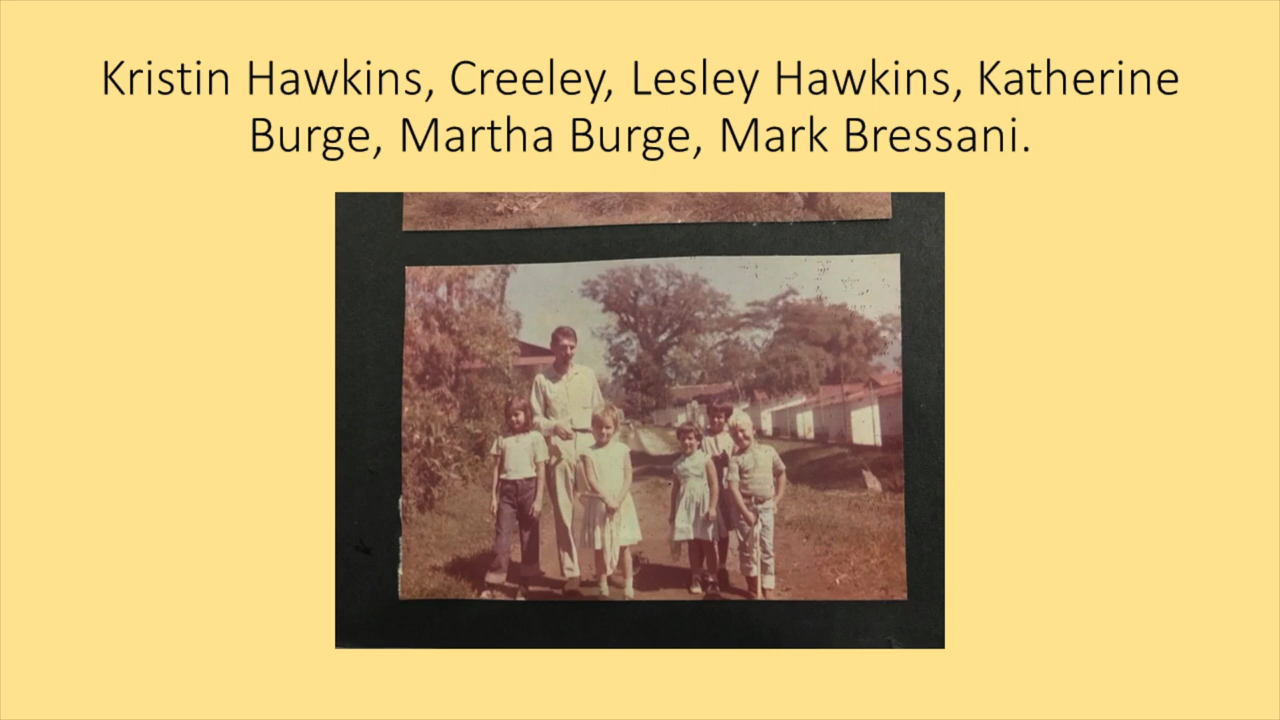 Kristin Hawkins, Creeley, Lesley Hawkins, Katherine
Burge, Martha Burge, Mark Bressani.